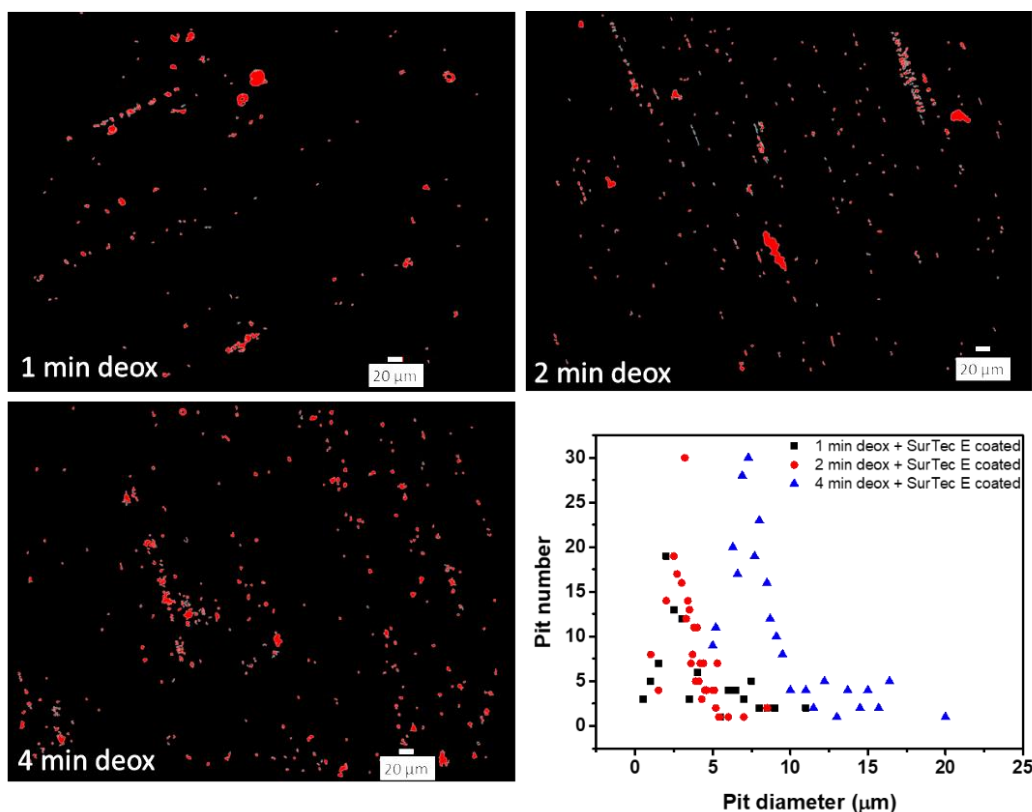 1 min deox
20 μm
2 min deox
20 μm
4 min deox
20 μm
1 min deox + SurTec E coated
2 min deox + SurTec E coated
4 min deox + SurTec E coated
Pit number
30
25
20
15
10
5
0
0 5 10 15 20 25
Pit diameter (μm)